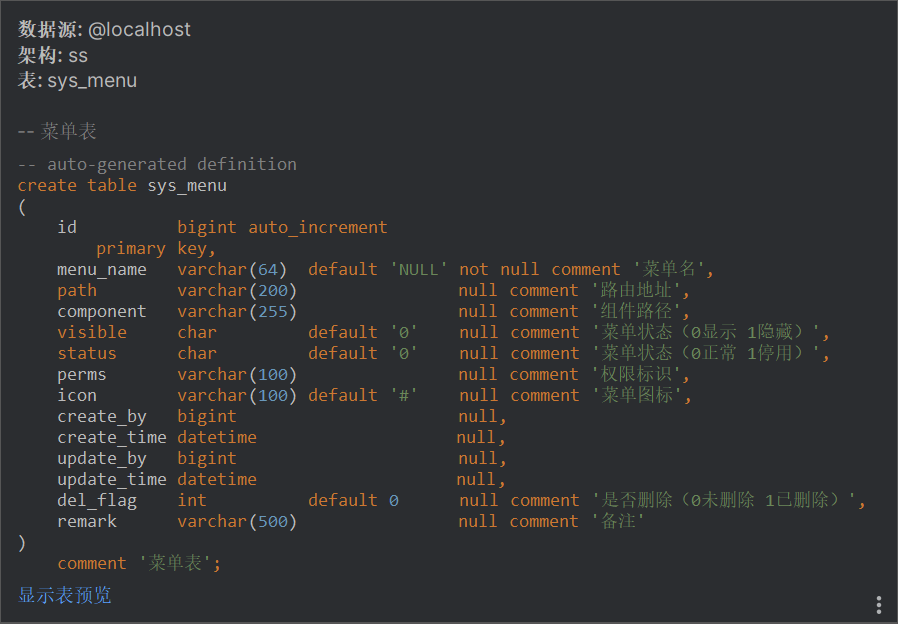 数据源: @localhost
架构: ss
表: sys_menu
-- 菜单表
-- auto-generated definition
create table sys_menu
(
    id          bigint auto_increment
        primary key,
    menu_name   varchar(64)  default 'NULL' not null comment '菜单名',
    path        varchar(200)                null comment '路由地址',
    component   varchar(255)                null comment '组件路径',
    visible     char         default '0'    null comment '菜单状态（0显示 1隐藏）',
    status      char         default '0'    null comment '菜单状态（0正常 1停用）',
    perms       varchar(100)                null comment '权限标识',
    icon        varchar(100) default '#'    null comment '菜单图标',
    create_by   bigint                      null,
    create_time datetime                    null,
    update_by   bigint                      null,
    update_time datetime                    null,
    del_flag    int          default 0      null comment '是否删除（0未删除 1已删除）',
    remark      varchar(500)                null comment '备注'
)
    comment '菜单表';
显示表预览